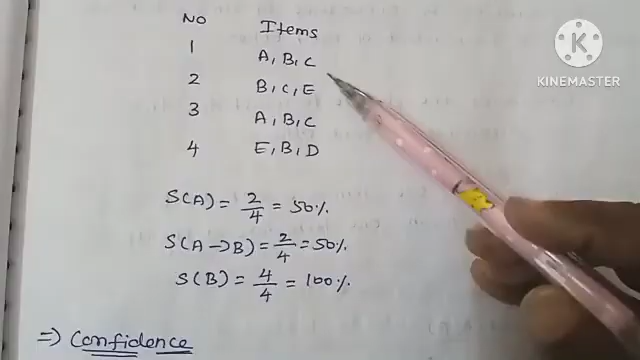 NO Items
1 A, B, C
2 B, C, E
3 A, B, C
4 E, B, D
S(A) = 2/4 = 50%
S(A→B) = 2/4 = 50%
S(B) = 4/4 = 100%
⇒ Confidence
KINEMASTER